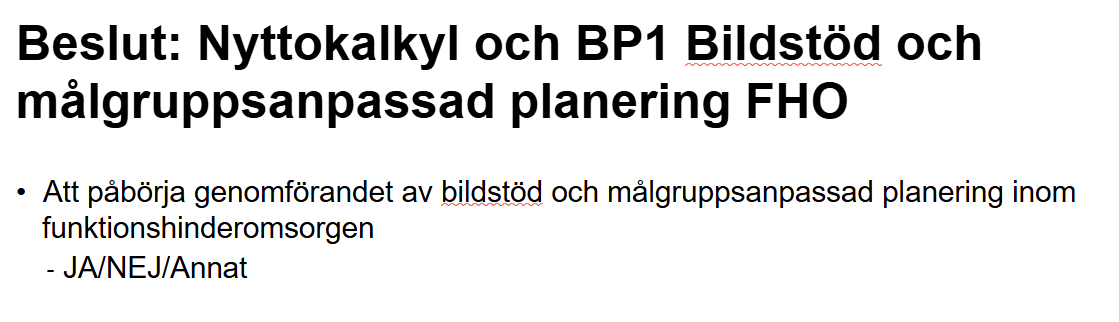 Beslut: Nyttokalkyl och BP1 Bildstöd och
målgruppsanpassad planering FHO
• Att påbörja genomförandet av bildstöd och målgruppsanpassad planering inom
funktionshinderomsorgen
- JA/NEJ/Annat